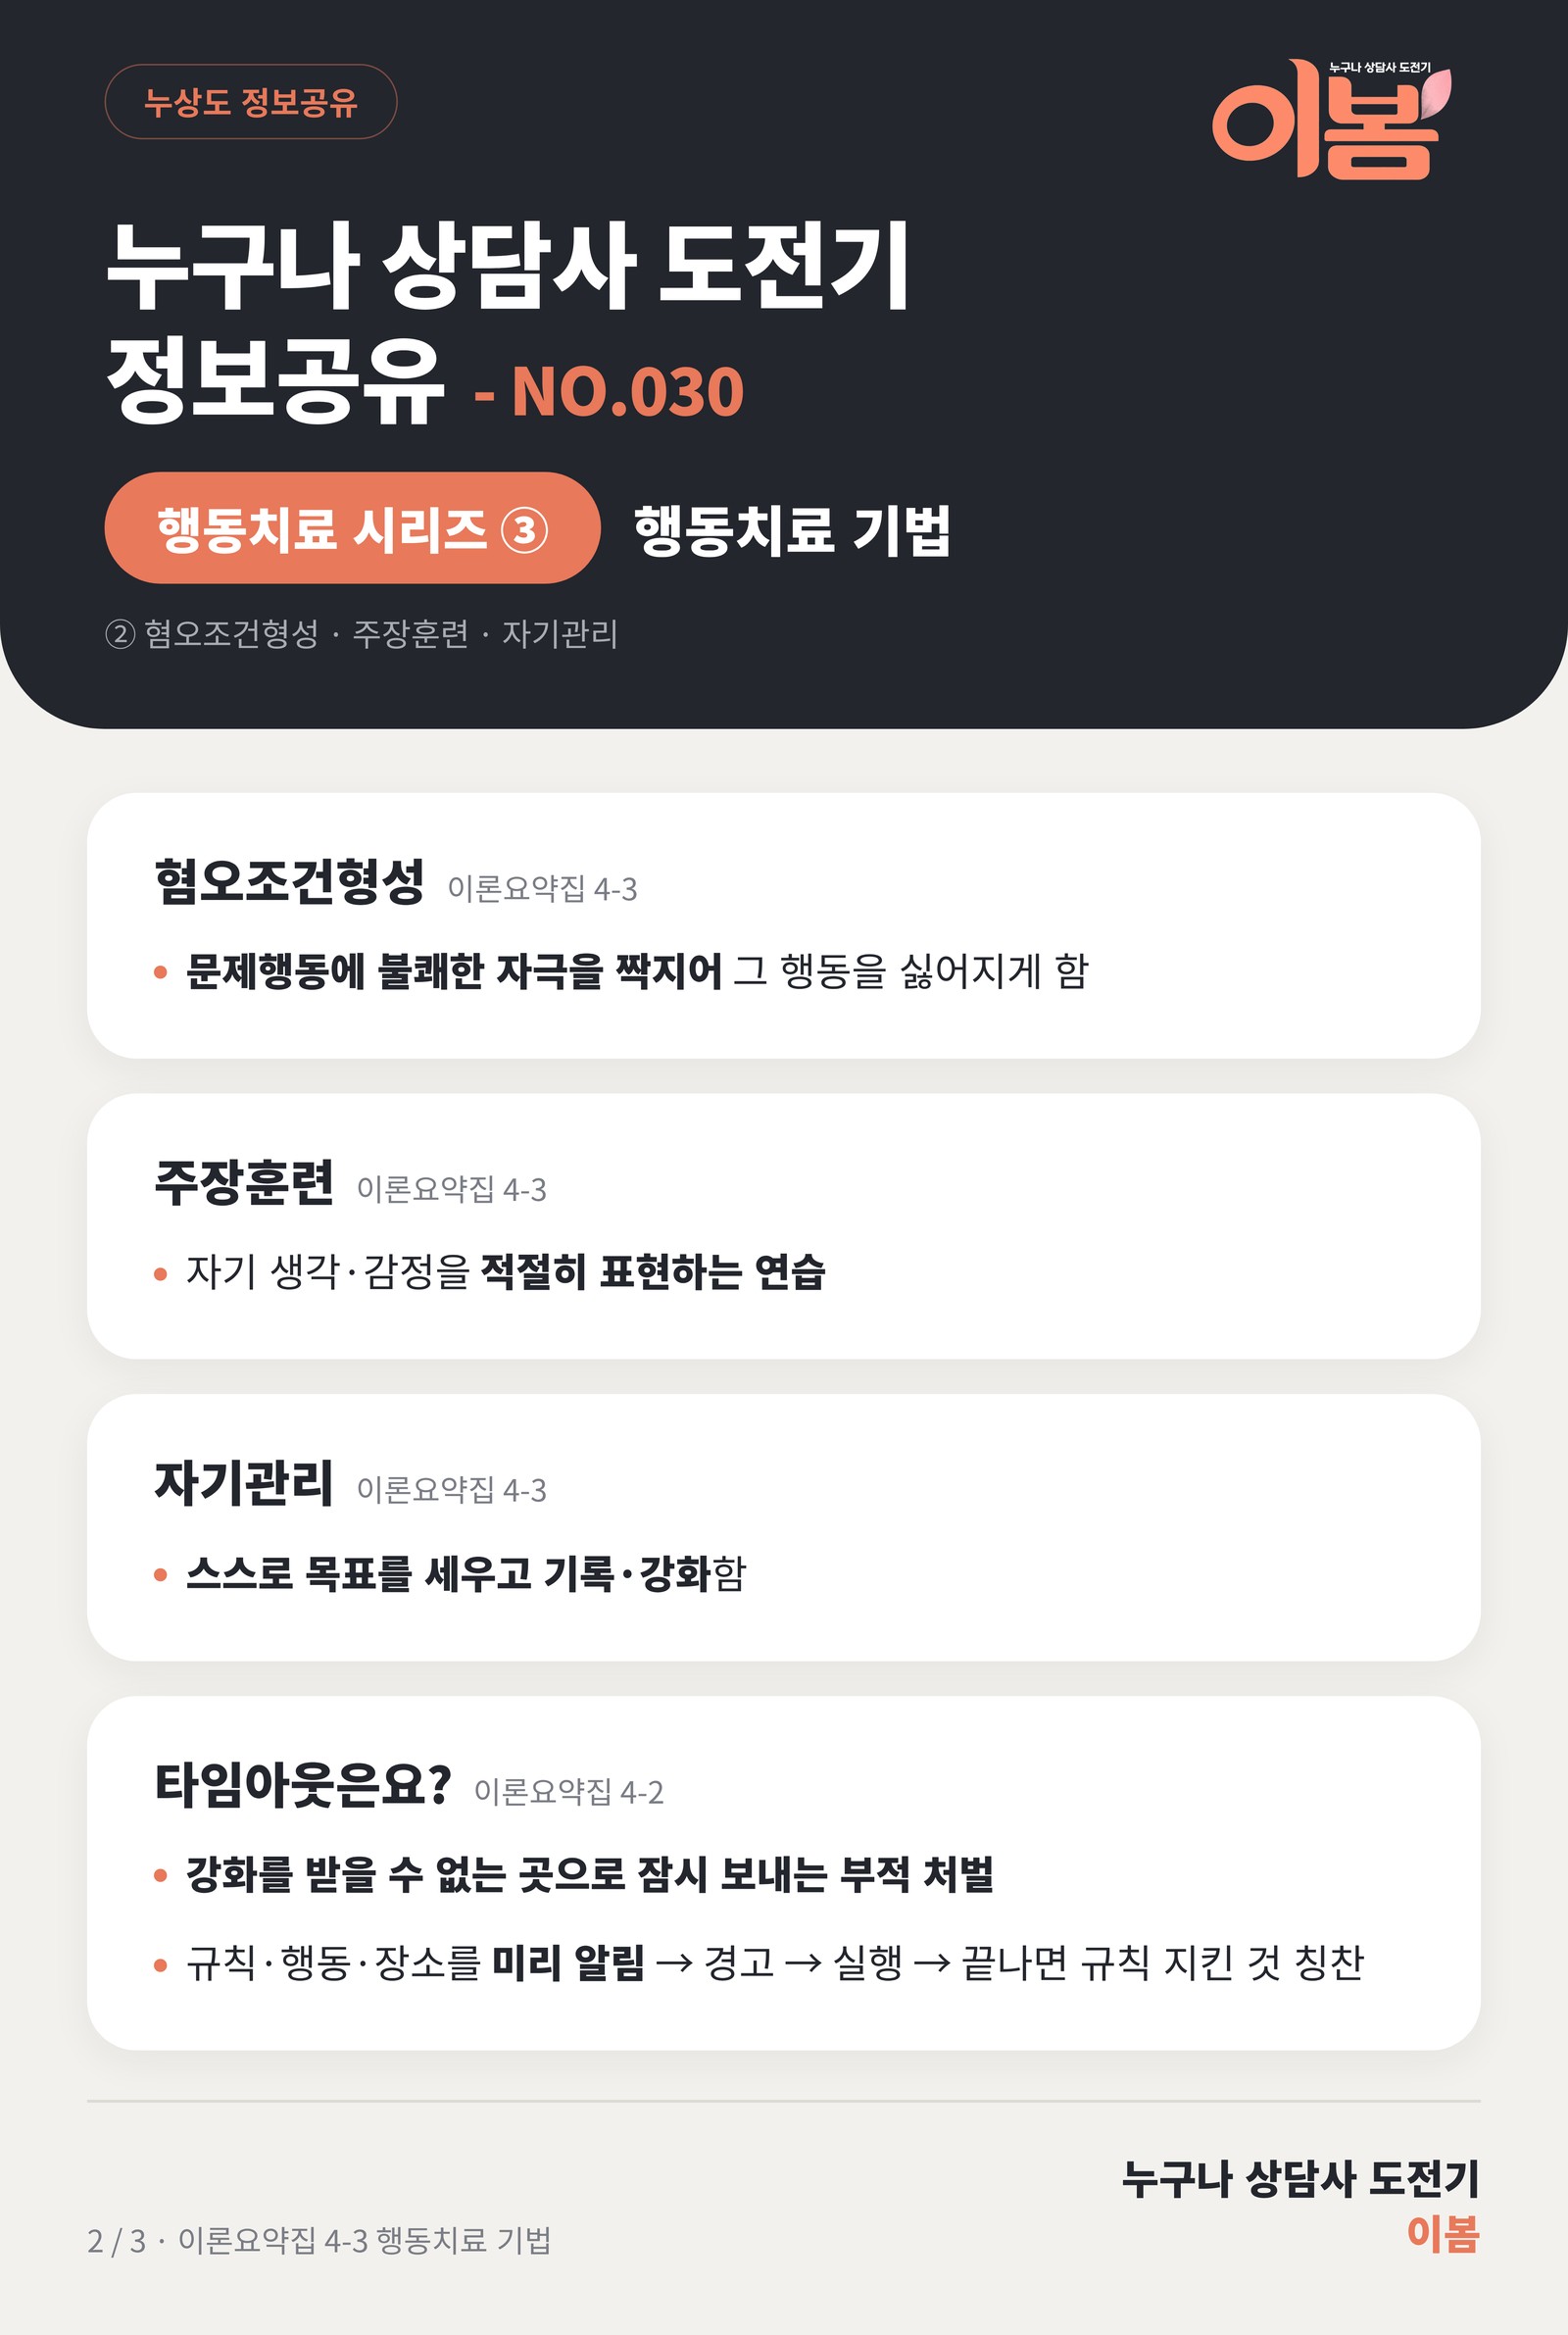 누상도 정보공유
누구나 상담사 도전기
이봄
누구나 상담사 도전기
정보공유 - NO.030
행동치료 시리즈 ③ 행동치료 기법
② 혐오조건형성 · 주장훈련 · 자기관리
혐오조건형성 이론요약집 4-3
• 문제행동에 불쾌한 자극을 짝지어 그 행동을 싫어지게 함
주장훈련 이론요약집 4-3
• 자기 생각·감정을 적절히 표현하는 연습
자기관리 이론요약집 4-3
• 스스로 목표를 세우고 기록·강화함
타임아웃은요? 이론요약집 4-2
• 강화를 받을 수 없는 곳으로 잠시 보내는 부적 처벌
• 규칙·행동·장소를 미리 알림 → 경고 → 실행 → 끝나면 규칙 지킨 것 칭찬
누구나 상담사 도전기
2 / 3 · 이론요약집 4-3 행동치료 기법
이봄